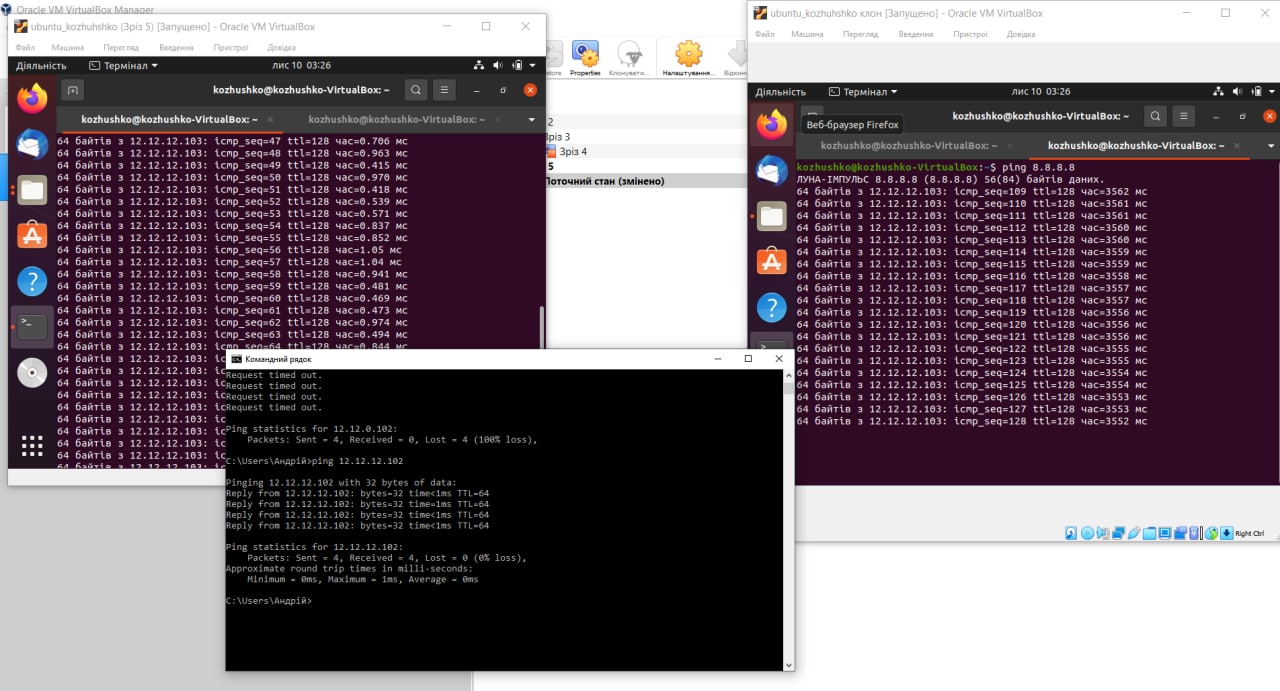 Oracle VM VirtualBox Manager
ubuntu_kozhuhshko (Зріз 5) [Запущено] - Oracle VM VirtualBox
Файл Машина Перегляд Введення Пристрої Довідка
Діяльність Термінал лис 10 03:26
kozhushko@kozhushko-VirtualBox: ~
kozhushko@kozhushko-VirtualBox: ~ × kozhushko@kozhushko-VirtualBox: ~ ×
64 байтів з 12.12.12.103: icmp_seq=47 ttl=128 час=0.706 мс
64 байтів з 12.12.12.103: icmp_seq=48 ttl=128 час=0.963 мс
64 байтів з 12.12.12.103: icmp_seq=49 ttl=128 час=0.415 мс
64 байтів з 12.12.12.103: icmp_seq=50 ttl=128 час=0.970 мс
64 байтів з 12.12.12.103: icmp_seq=51 ttl=128 час=0.418 мс
64 байтів з 12.12.12.103: icmp_seq=52 ttl=128 час=0.539 мс
64 байтів з 12.12.12.103: icmp_seq=53 ttl=128 час=0.571 мс
64 байтів з 12.12.12.103: icmp_seq=54 ttl=128 час=0.837 мс
64 байтів з 12.12.12.103: icmp_seq=55 ttl=128 час=0.852 мс
64 байтів з 12.12.12.103: icmp_seq=56 ttl=128 час=1.05 мс
64 байтів з 12.12.12.103: icmp_seq=57 ttl=128 час=1.04 мс
64 байтів з 12.12.12.103: icmp_seq=58 ttl=128 час=0.941 мс
64 байтів з 12.12.12.103: icmp_seq=59 ttl=128 час=0.481 мс
64 байтів з 12.12.12.103: icmp_seq=60 ttl=128 час=0.469 мс
64 байтів з 12.12.12.103: icmp_seq=61 ttl=128 час=0.473 мс
64 байтів з 12.12.12.103: icmp_seq=62 ttl=128 час=0.974 мс
64 байтів з 12.12.12.103: icmp_seq=63 ttl=128 час=0.494 мс
64 байтів з 12.12.12.103: icmp_seq=64 ttl=128 час=0.844 мс
64 байтів з 12.12.12.103: ic
64 байтів з 12.12.12.103: ic
64 байтів з 12.12.12.103: ic
64 байтів з 12.12.12.103: ic
64 байтів з 12.12.12.103: ic
64 байтів з 12.12.12.103: ic
64 байтів з 12.12.12.103: ic
64 байтів з 12.12.12.103: ic
64 байтів з 12.12.12.103: ic
64 байтів з 12.12.12.103: ic
Properties Клонувати... Налаштування...
2
Зріз 3
Зріз 4
5
Поточний стан (змінено)
Командний рядок
Request timed out.
Request timed out.
Request timed out.
Request timed out.
Ping statistics for 12.12.0.102:
Packets: Sent = 4, Received = 0, Lost = 4 (100% loss),
C:\Users\Андрій>ping 12.12.12.102
Pinging 12.12.12.102 with 32 bytes of data:
Reply from 12.12.12.102: bytes=32 time<1ms TTL=64
Reply from 12.12.12.102: bytes=32 time=1ms TTL=64
Reply from 12.12.12.102: bytes=32 time<1ms TTL=64
Reply from 12.12.12.102: bytes=32 time<1ms TTL=64
Ping statistics for 12.12.12.102:
Packets: Sent = 4, Received = 4, Lost = 0 (0% loss),
Approximate round trip times in milli-seconds:
Minimum = 0ms, Maximum = 1ms, Average = 0ms
C:\Users\Андрій>
ubuntu_kozhuhshko клон [Запущено] - Oracle VM VirtualBox
Файл Машина Перегляд Введення Пристрої Довідка
Діяльність Термінал лис 10 03:26
kozhushko@kozhushko-VirtualBox: ~
Веб-браузер Firefox
kozhushko@kozhushko-VirtualBox: ~ × kozhushko@kozhushko-VirtualBox: ~ ×
kozhushko@kozhushko-VirtualBox:~$ ping 8.8.8.8
ЛУНА-ІМПУЛЬС 8.8.8.8 (8.8.8.8) 56(84) байтів даних.
64 байтів з 12.12.12.103: icmp_seq=109 ttl=128 час=3562 мс
64 байтів з 12.12.12.103: icmp_seq=110 ttl=128 час=3561 мс
64 байтів з 12.12.12.103: icmp_seq=111 ttl=128 час=3561 мс
64 байтів з 12.12.12.103: icmp_seq=112 ttl=128 час=3560 мс
64 байтів з 12.12.12.103: icmp_seq=113 ttl=128 час=3560 мс
64 байтів з 12.12.12.103: icmp_seq=114 ttl=128 час=3559 мс
64 байтів з 12.12.12.103: icmp_seq=115 ttl=128 час=3559 мс
64 байтів з 12.12.12.103: icmp_seq=116 ttl=128 час=3558 мс
64 байтів з 12.12.12.103: icmp_seq=117 ttl=128 час=3557 мс
64 байтів з 12.12.12.103: icmp_seq=118 ttl=128 час=3557 мс
64 байтів з 12.12.12.103: icmp_seq=119 ttl=128 час=3556 мс
64 байтів з 12.12.12.103: icmp_seq=120 ttl=128 час=3556 мс
64 байтів з 12.12.12.103: icmp_seq=121 ttl=128 час=3556 мс
64 байтів з 12.12.12.103: icmp_seq=122 ttl=128 час=3555 мс
64 байтів з 12.12.12.103: icmp_seq=123 ttl=128 час=3555 мс
64 байтів з 12.12.12.103: icmp_seq=124 ttl=128 час=3554 мс
64 байтів з 12.12.12.103: icmp_seq=125 ttl=128 час=3554 мс
64 байтів з 12.12.12.103: icmp_seq=126 ttl=128 час=3553 мс
64 байтів з 12.12.12.103: icmp_seq=127 ttl=128 час=3553 мс
64 байтів з 12.12.12.103: icmp_seq=128 ttl=128 час=3552 мс
Right Ctrl